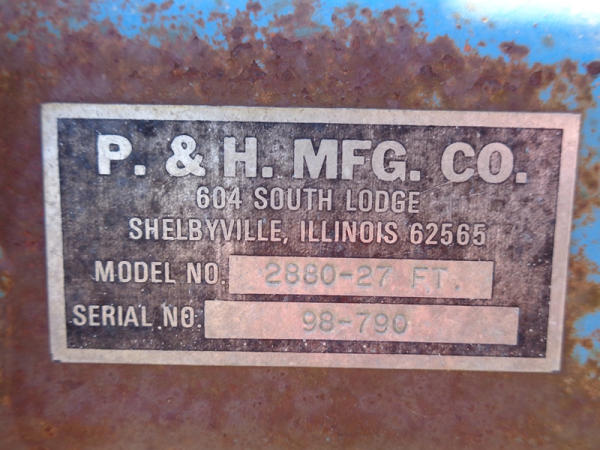 P. & H. MFG. CO.
604 SOUTH LODGE
SHELBYVILLE, ILLINOIS 62565
MODEL NO. 2880-27 FT.
SERIAL NO. 98-790